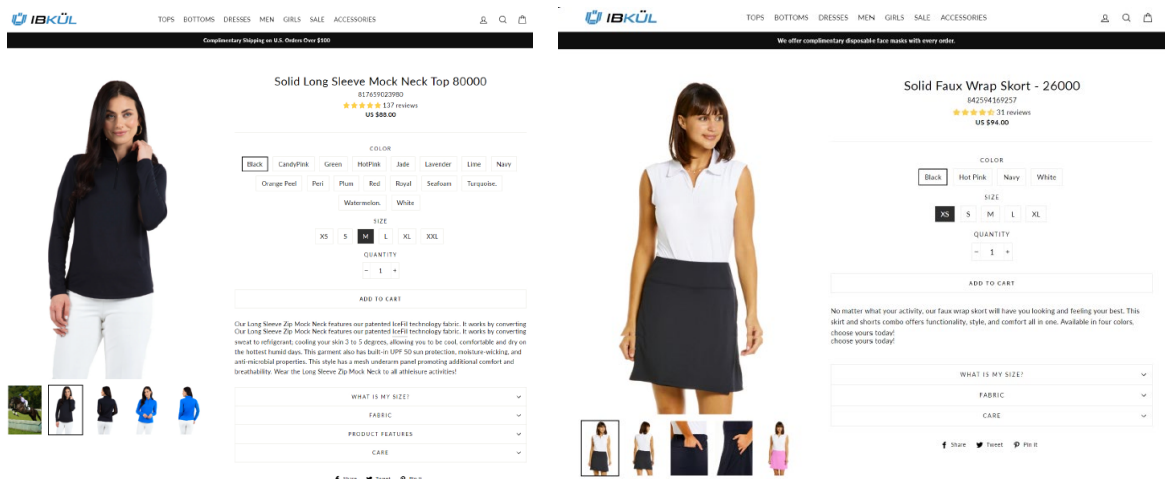 IBKÜL
TOPS BOTTOMS DRESSES MEN GIRLS SALE ACCESSORIES
Complimentary Shipping on U.S. Orders Over $100
Solid Long Sleeve Mock Neck Top 80000
817659023980
137 reviews
US $88.00
COLOR
Black CandyPink Green HotPink Jade Lavender Lime Navy
Orange Peel Peri Plum Red Royal Seafoam Turquoise.
Watermelon. White
SIZE
XS S M L XL XXL
QUANTITY
− 1 +
ADD TO CART
Our Long Sleeve Zip Mock Neck features our patented IceFil technology fabric. It works by converting
Our Long Sleeve Zip Mock Neck features our patented IceFil technology fabric. It works by converting
sweat to refrigerant, cooling your skin 3 to 5 degrees, allowing you to be cool, comfortable and dry on
the hottest humid days. This garment also has built-in UPF 50 sun protection, moisture-wicking, and
anti-microbial properties. This style has a mesh underarm panel promoting additional comfort and
breathability. Wear the Long Sleeve Zip Mock Neck to all athleisure activities!
WHAT IS MY SIZE?
FABRIC
PRODUCT FEATURES
CARE
Share Tweet Pin it
IBKÜL
TOPS BOTTOMS DRESSES MEN GIRLS SALE ACCESSORIES
We offer complimentary disposable face masks with every order.
Solid Faux Wrap Skort - 26000
842594169257
31 reviews
US $94.00
COLOR
Black Hot Pink Navy White
SIZE
XS S M L XL
QUANTITY
− 1 +
ADD TO CART
No matter what your activity, our faux wrap skort will have you looking and feeling your best. This
skirt and shorts combo offers functionality, style, and comfort all in one. Available in four colors,
choose yours today!
choose yours today!
WHAT IS MY SIZE?
FABRIC
CARE
Share Tweet Pin it